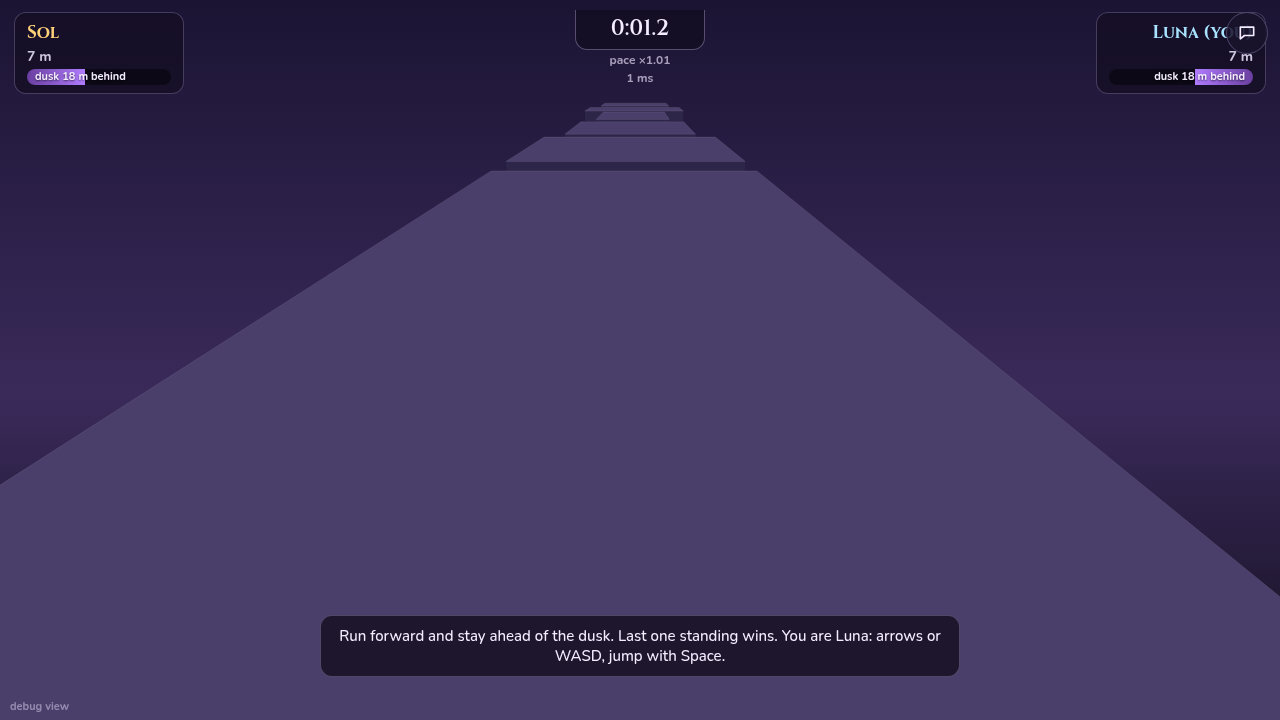 Sol
7 m
dusk 18 m behind
0:01.2
pace ×1.01
1 ms
Luna (yo
7 m
dusk 18 m behind
Run forward and stay ahead of the dusk. Last one standing wins. You are Luna: arrows or
WASD, jump with Space.
debug view